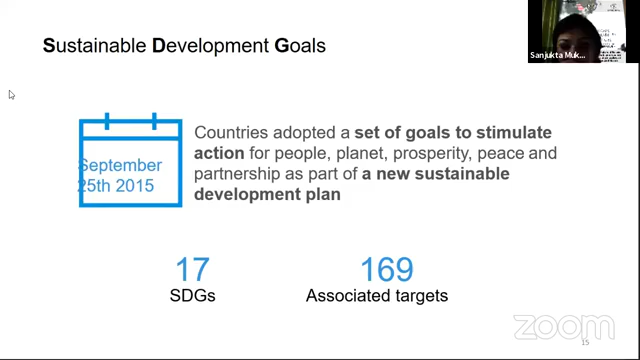 Sustainable Development Goals
Sanjukta Muk...
September
25th 2015
Countries adopted a set of goals to stimulate
action for people, planet, prosperity, peace and
partnership as part of a new sustainable
development plan
17
SDGs
169
Associated targets
zoom
15